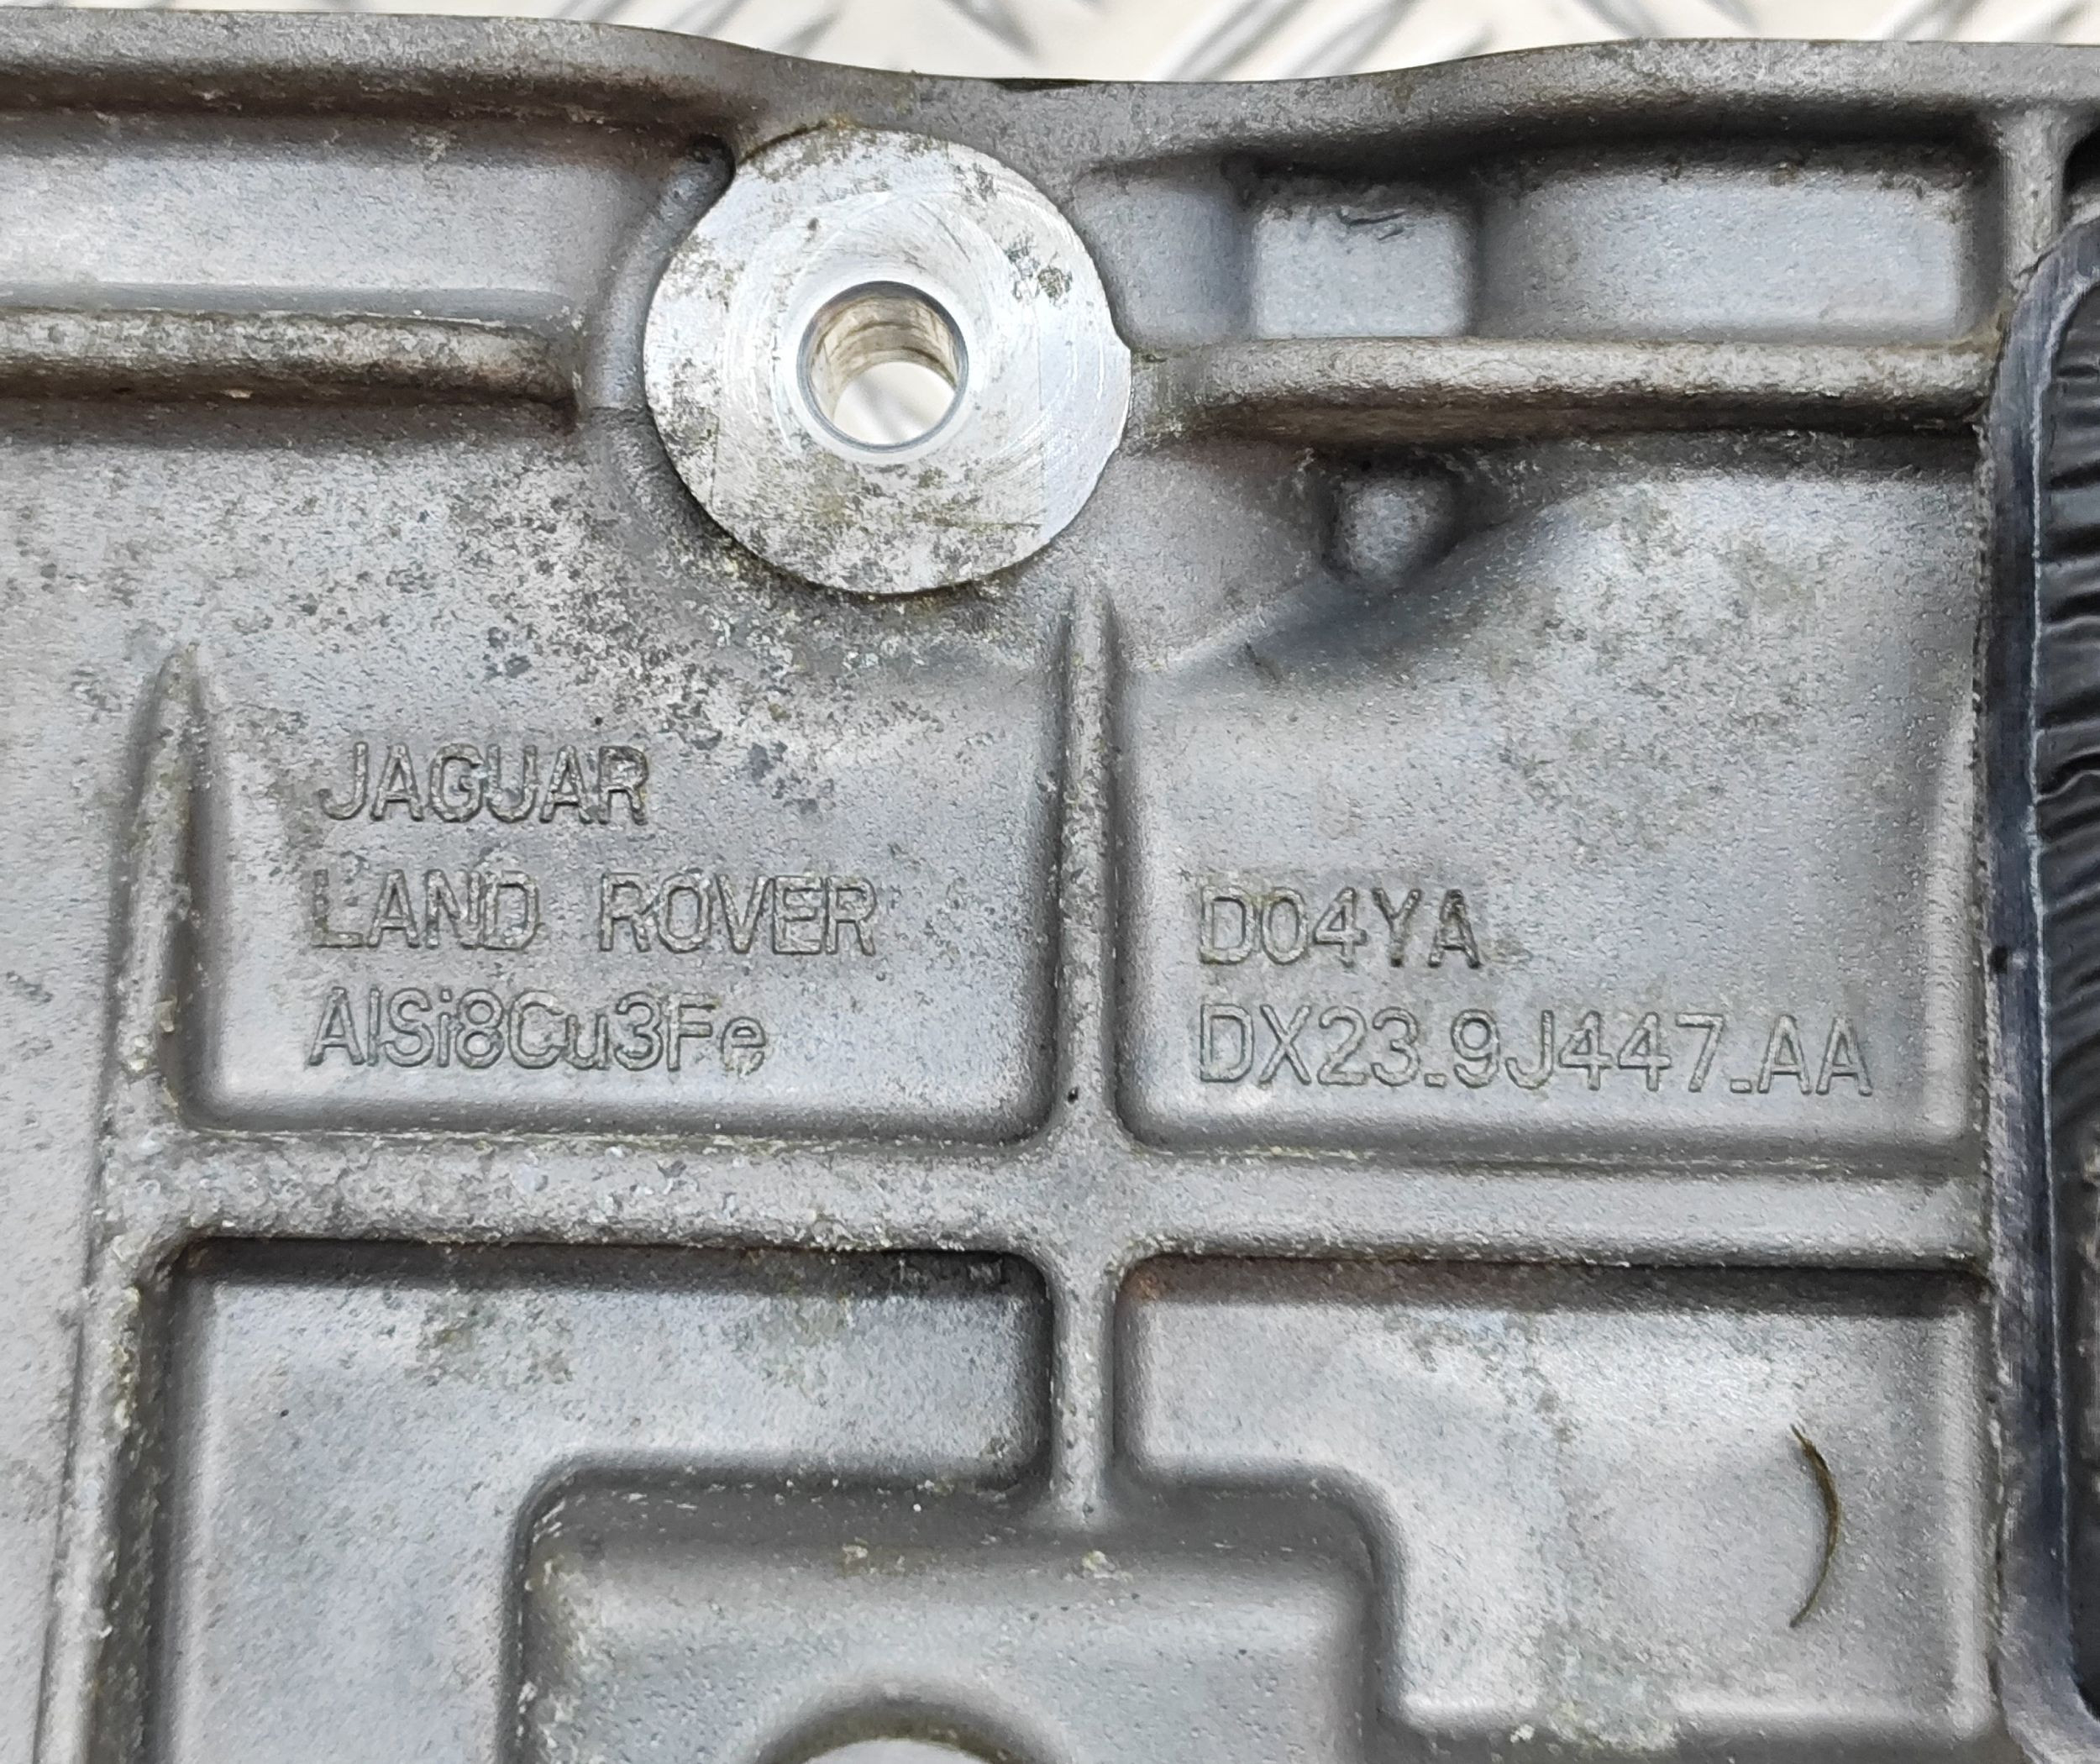 JAGUAR
LAND ROVER
AlSi8Cu3Fe
D04YA
DX23.9J447.AA